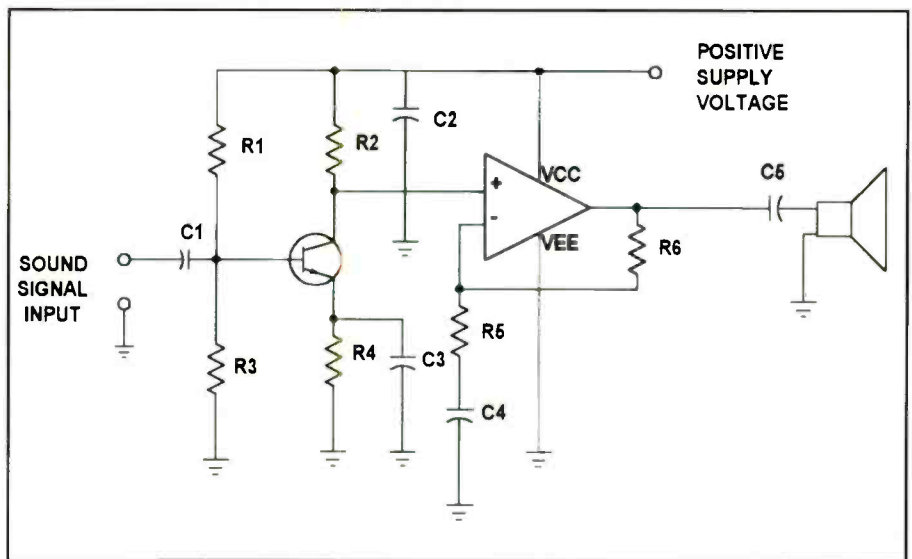 POSITIVE
SUPPLY
VOLTAGE
C2
R1
R2
C5
+
VCC
C1
-
VEE
R6
SOUND
SIGNAL
INPUT
R5
R3
R4
C3
C4